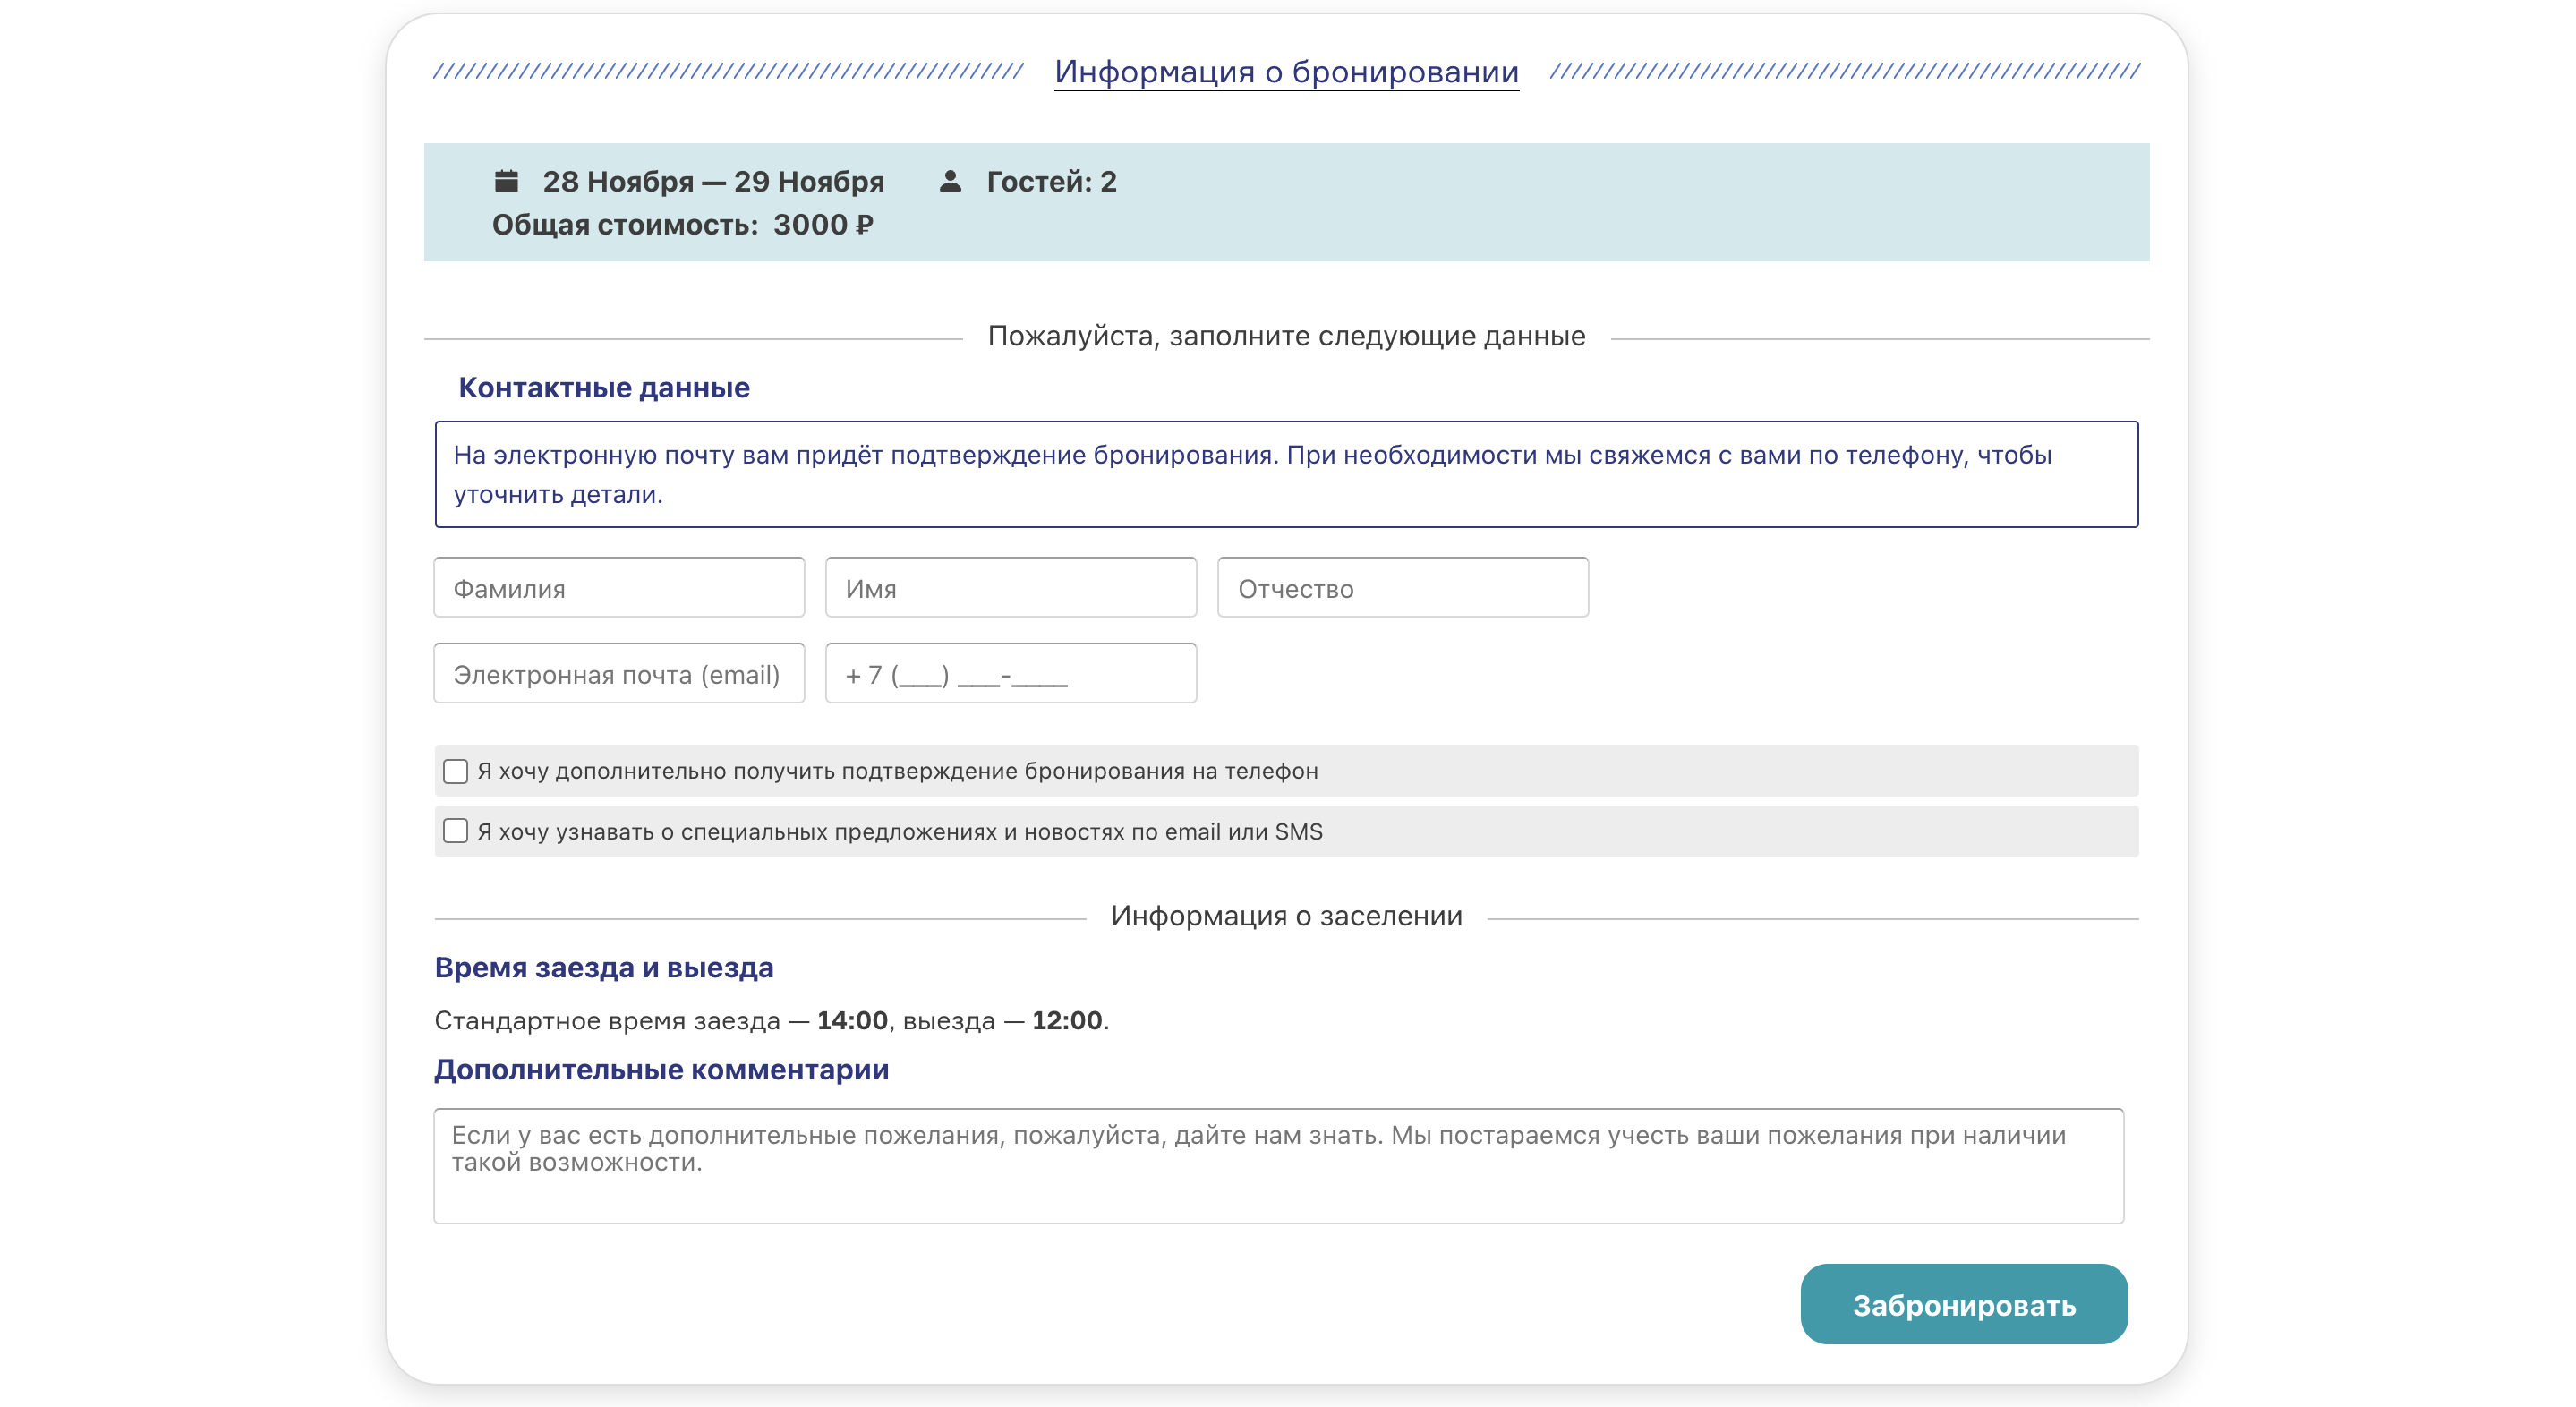 Информация о бронировании
28 Ноября — 29 Ноября Гостей: 2
Общая стоимость: 3000 ₽
Пожалуйста, заполните следующие данные
Контактные данные
На электронную почту вам придёт подтверждение бронирования. При необходимости мы свяжемся с вами по телефону, чтобы
уточнить детали.
Фамилия Имя Отчество
Электронная почта (email) + 7 (___) ___-____
Я хочу дополнительно получить подтверждение бронирования на телефон
Я хочу узнавать о специальных предложениях и новостях по email или SMS
Информация о заселении
Время заезда и выезда
Стандартное время заезда — 14:00, выезда — 12:00.
Дополнительные комментарии
Если у вас есть дополнительные пожелания, пожалуйста, дайте нам знать. Мы постараемся учесть ваши пожелания при наличии
такой возможности.
Забронировать